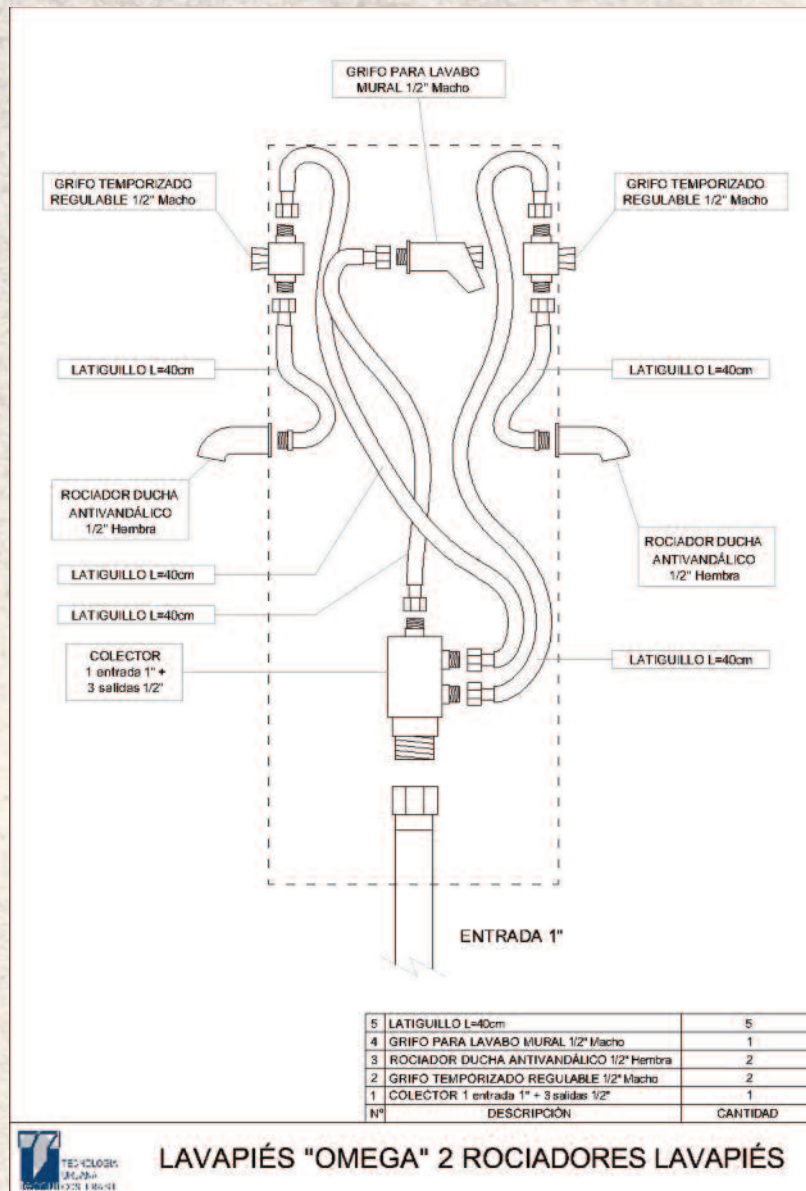 GRIFO PARA LAVABO
MURAL 1/2" Macho
GRIFO TEMPORIZADO
REGULABLE 1/2" Macho
GRIFO TEMPORIZADO
REGULABLE 1/2" Macho
LATIGUILLO L=40cm
LATIGUILLO L=40cm
ROCIADOR DUCHA
ANTIVANDÁLICO
1/2" Hembra
ROCIADOR DUCHA
ANTIVANDÁLICO
1/2" Hembra
LATIGUILLO L=40cm
LATIGUILLO L=40cm
COLECTOR
1 entrada 1" +
3 salidas 1/2"
LATIGUILLO L=40cm
ENTRADA 1"
5 LATIGUILLO L=40cm 5
4 GRIFO PARA LAVABO MURAL 1/2" Macho 1
3 ROCIADOR DUCHA ANTIVANDÁLICO 1/2" Hembra 2
2 GRIFO TEMPORIZADO REGULABLE 1/2" Macho 2
1 COLECTOR 1 entrada 1" + 3 salidas 1/2" 1
Nº DESCRIPCIÓN CANTIDAD
TECNOLOGIA
URBANA
LAVAPIÉS "OMEGA" 2 ROCIADORES LAVAPIÉS